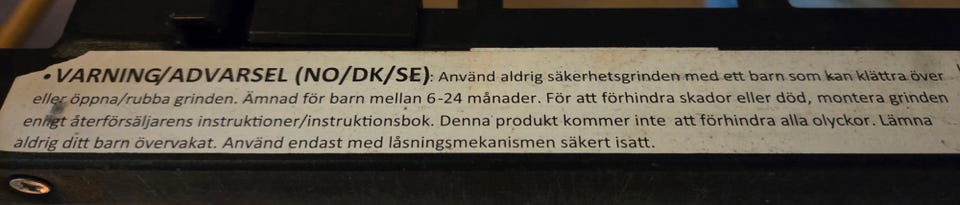 • VARNING/ADVARSEL (NO/DK/SE): Använd aldrig säkerhetsgrinden med ett barn som kan klättra över
eller öppna/rubba grinden. Ämnad för barn mellan 6-24 månader. För att förhindra skador eller död, montera grinden
enligt återförsäljarens instruktioner/instruktionsbok. Denna produkt kommer inte att förhindra alla olyckor. Lämna
aldrig ditt barn övervakat. Använd endast med låsningsmekanismen säkert isatt.